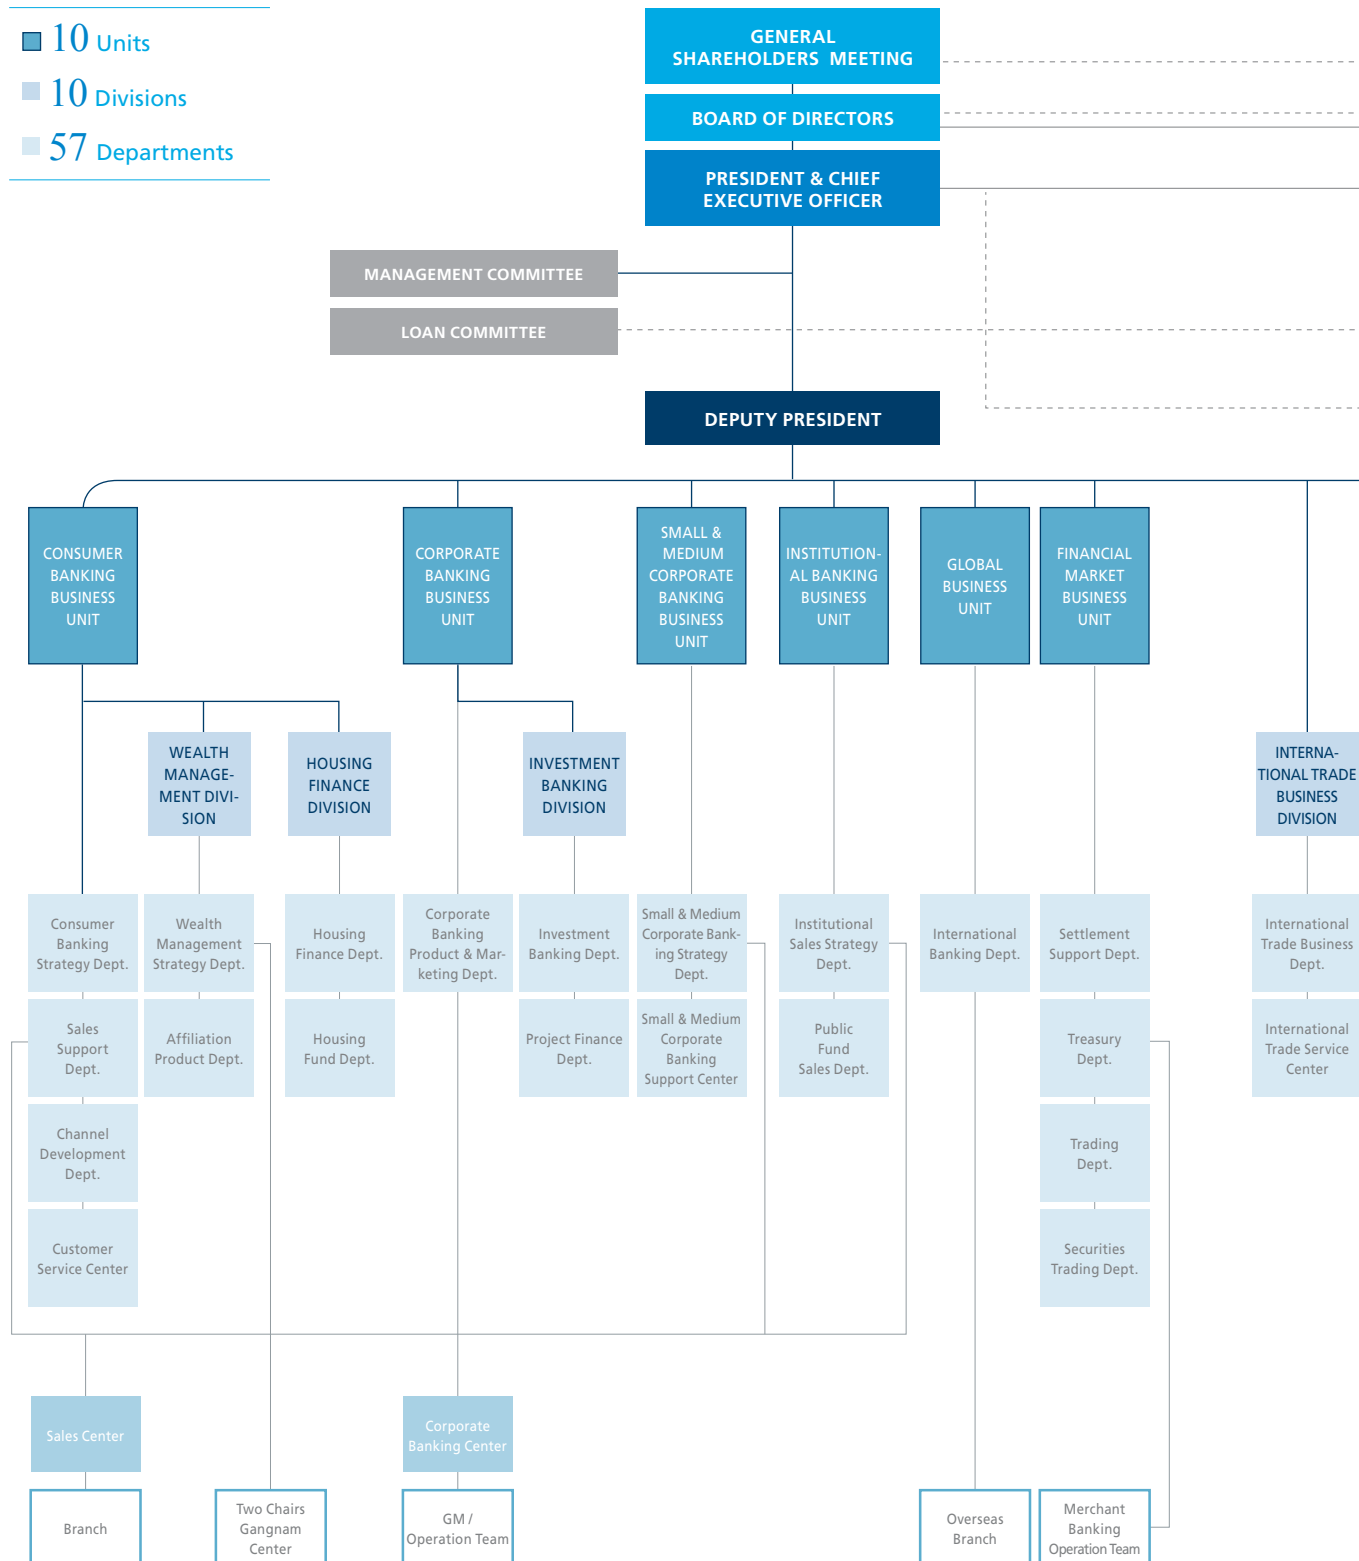 10 Units
10 Divisions
57 Departments
GENERAL
SHAREHOLDERS MEETING
BOARD OF DIRECTORS
PRESIDENT & CHIEF
EXECUTIVE OFFICER
MANAGEMENT COMMITTEE
LOAN COMMITTEE
DEPUTY PRESIDENT
CONSUMER
BANKING
BUSINESS
UNIT
CORPORATE
BANKING
BUSINESS
UNIT
SMALL &
MEDIUM
CORPORATE
BANKING
BUSINESS
UNIT
INSTITUTION-
AL BANKING
BUSINESS
UNIT
GLOBAL
BUSINESS
UNIT
FINANCIAL
MARKET
BUSINESS
UNIT
WEALTH
MANAGE-
MENT DIVI-
SION
HOUSING
FINANCE
DIVISION
INVESTMENT
BANKING
DIVISION
INTERNA-
TIONAL TRADE
BUSINESS
DIVISION
Consumer
Banking
Strategy Dept.
Wealth
Management
Strategy Dept.
Housing
Finance Dept.
Corporate
Banking
Product & Mar-
keting Dept.
Investment
Banking Dept.
Small & Medium
Corporate Bank-
ing Strategy
Dept.
Institutional
Sales Strategy
Dept.
International
Banking Dept.
Settlement
Support Dept.
International
Trade Business
Dept.
Sales
Support
Dept.
Affiliation
Product Dept.
Housing
Fund Dept.
Project Finance
Dept.
Small & Medium
Corporate
Banking
Support Center
Public
Fund
Sales Dept.
Treasury
Dept.
International
Trade Service
Center
Channel
Development
Dept.
Trading
Dept.
Customer
Service Center
Securities
Trading Dept.
Sales Center
Corporate
Banking Center
Branch
Two Chairs
Gangnam
Center
GM /
Operation Team
Overseas
Branch
Merchant
Banking
Operation Team